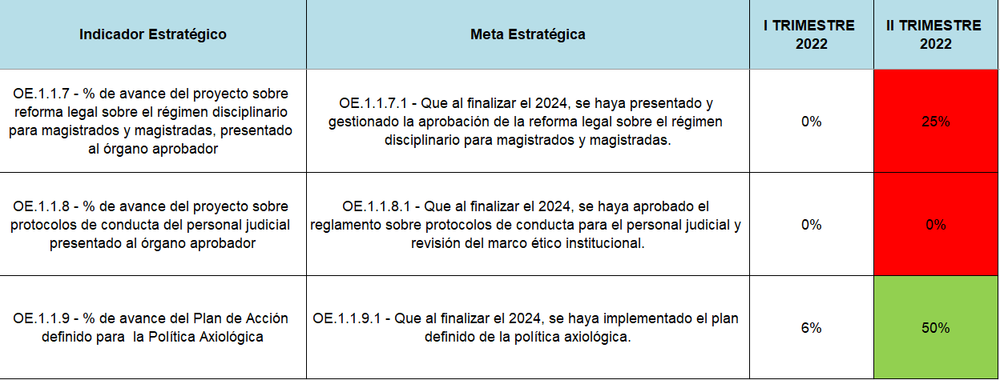 Indicador Estratégico
Meta Estratégica
I TRIMESTRE
2022
II TRIMESTRE
2022
OE.1.1.7 - % de avance del proyecto sobre
reforma legal sobre el régimen disciplinario
para magistrados y magistradas, presentado
al órgano aprobador
OE.1.1.7.1 - Que al finalizar el 2024, se haya presentado y
gestionado la aprobación de la reforma legal sobre el régimen
disciplinario para magistrados y magistradas.
0%
25%
OE.1.1.8 - % de avance del proyecto sobre
protocolos de conducta del personal judicial
presentado al órgano aprobador
OE.1.1.8.1 - Que al finalizar el 2024, se haya aprobado el
reglamento sobre protocolos de conducta para el personal judicial y
revisión del marco ético institucional.
0%
0%
OE.1.1.9 - % de avance del Plan de Acción
definido para  la Política Axiológica
OE.1.1.9.1 - Que al finalizar el 2024, se haya implementado el plan
definido de la política axiológica.
6%
50%